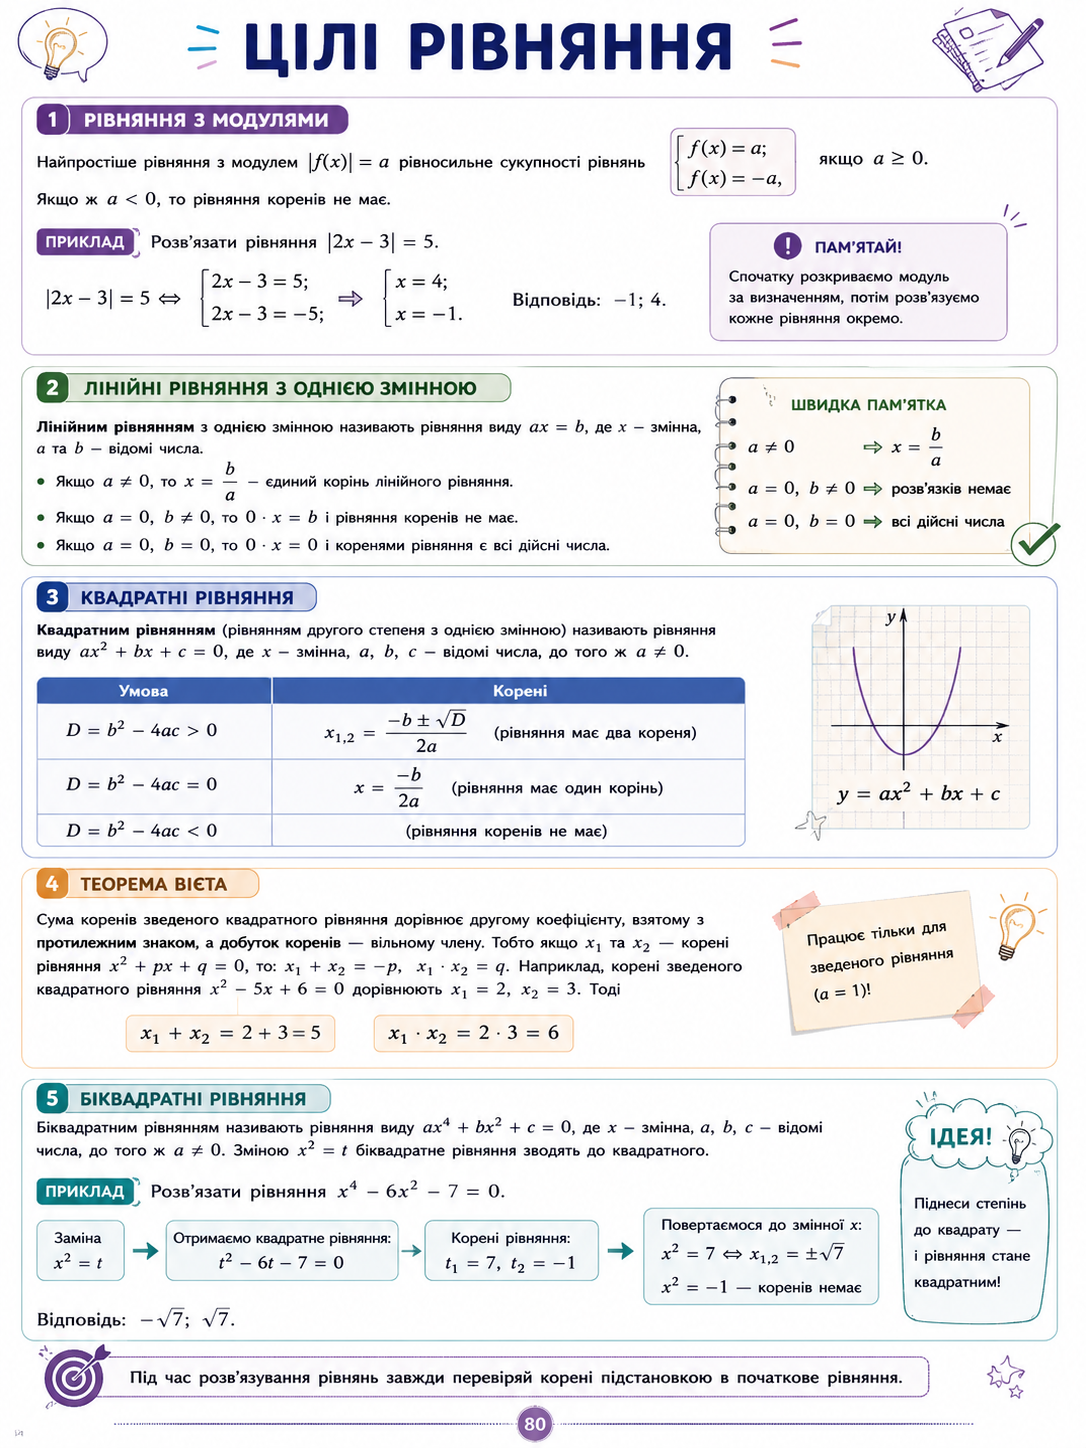 ЦІЛІ РІВНЯННЯ
1 РІВНЯННЯ З МОДУЛЯМИ
Найпростіше рівняння з модулем |f(x)| = a рівносильне сукупності рівнянь [ f(x) = a; f(x) = −a, якщо a ≥ 0.
Якщо ж a < 0, то рівняння коренів не має.
ПРИКЛАД Розв'язати рівняння |2x − 3| = 5.
|2x − 3| = 5 ⇔ [ 2x − 3 = 5; 2x − 3 = −5; ⇨ [ x = 4; x = −1. Відповідь: −1; 4.
! ПАМ'ЯТАЙ!
Спочатку розкриваємо модуль
за визначенням, потім розв'язуємо
кожне рівняння окремо.
2 ЛІНІЙНІ РІВНЯННЯ З ОДНІЄЮ ЗМІННОЮ
Лінійним рівнянням з однією змінною називають рівняння виду ax = b, де x − змінна,
a та b − відомі числа.
• Якщо a ≠ 0, то x = b/a − єдиний корінь лінійного рівняння.
• Якщо a = 0, b ≠ 0, то 0 · x = b і рівняння коренів не має.
• Якщо a = 0, b = 0, то 0 · x = 0 і коренями рівняння є всі дійсні числа.
ШВИДКА ПАМ'ЯТКА
a ≠ 0 ⇨ x = b/a
a = 0, b ≠ 0 ⇨ розв'язків немає
a = 0, b = 0 ⇨ всі дійсні числа
3 КВАДРАТНІ РІВНЯННЯ
Квадратним рівнянням (рівнянням другого степеня з однією змінною) називають рівняння
виду ax² + bx + c = 0, де x − змінна, a, b, c − відомі числа, до того ж a ≠ 0.
Умова Корені
D = b² − 4ac > 0 x₁,₂ = (−b ± √D)/2a (рівняння має два кореня)
D = b² − 4ac = 0 x = −b/2a (рівняння має один корінь)
D = b² − 4ac < 0 (рівняння коренів не має)
y
x
y = ax² + bx + c
4 ТЕОРЕМА ВІЄТА
Сума коренів зведеного квадратного рівняння дорівнює другому коефіцієнту, взятому з
протилежним знаком, а добуток коренів — вільному члену. Тобто якщо x₁ та x₂ — корені
рівняння x² + px + q = 0, то: x₁ + x₂ = −p, x₁ · x₂ = q. Наприклад, корені зведеного
квадратного рівняння x² − 5x + 6 = 0 дорівнюють x₁ = 2, x₂ = 3. Тоді
x₁ + x₂ = 2 + 3 = 5 x₁ · x₂ = 2 · 3 = 6
Працює тільки для
зведеного рівняння
(a = 1)!
5 БІКВАДРАТНІ РІВНЯННЯ
Біквадратним рівнянням називають рівняння виду ax⁴ + bx² + c = 0, де x − змінна, a, b, c − відомі
числа, до того ж a ≠ 0. Зміною x² = t біквадратне рівняння зводять до квадратного.
ПРИКЛАД Розв'язати рівняння x⁴ − 6x² − 7 = 0.
Заміна
x² = t
Отримаємо квадратне рівняння:
t² − 6t − 7 = 0
Корені рівняння:
t₁ = 7, t₂ = −1
Повертаємося до змінної x:
x² = 7 ⇔ x₁,₂ = ±√7
x² = −1 — коренів немає
Відповідь: −√7; √7.
ІДЕЯ!
Піднеси степінь
до квадрату —
і рівняння стане
квадратним!
Під час розв'язування рівнянь завжди перевіряй корені підстановкою в початкове рівняння.
80